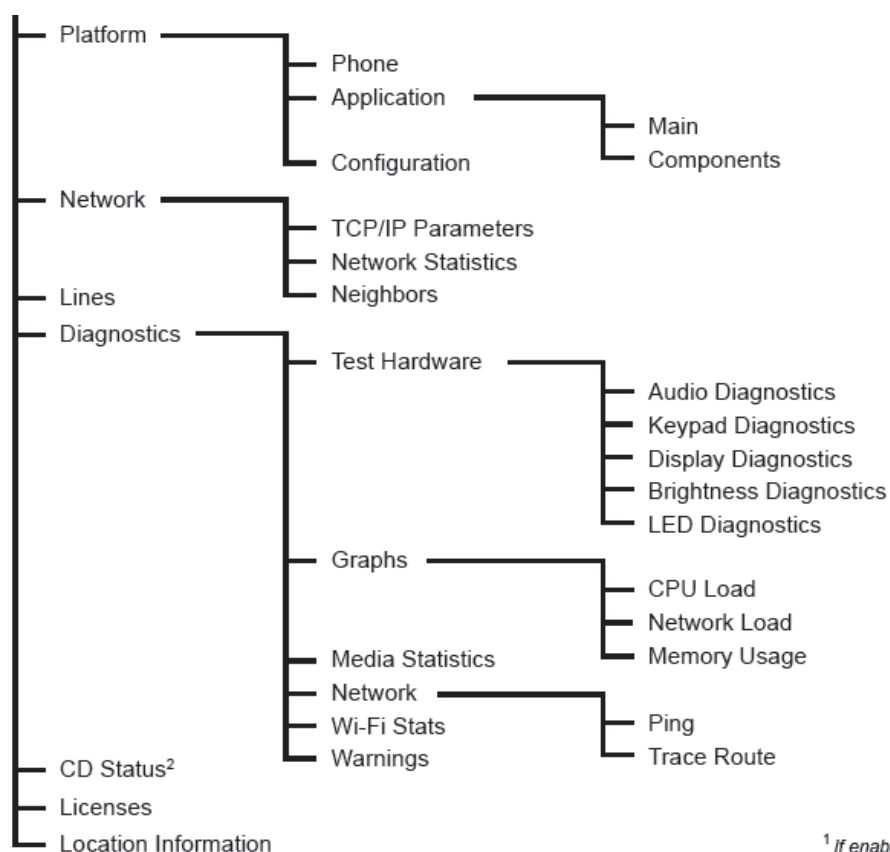 Platform
Phone
Application
Main
Components
Configuration
Network
TCP/IP Parameters
Network Statistics
Neighbors
Lines
Diagnostics
Test Hardware
Audio Diagnostics
Keypad Diagnostics
Display Diagnostics
Brightness Diagnostics
LED Diagnostics
Graphs
CPU Load
Network Load
Memory Usage
Media Statistics
Network
Ping
Trace Route
Wi-Fi Stats
Warnings
CD Status²
Licenses
Location Information
¹ If